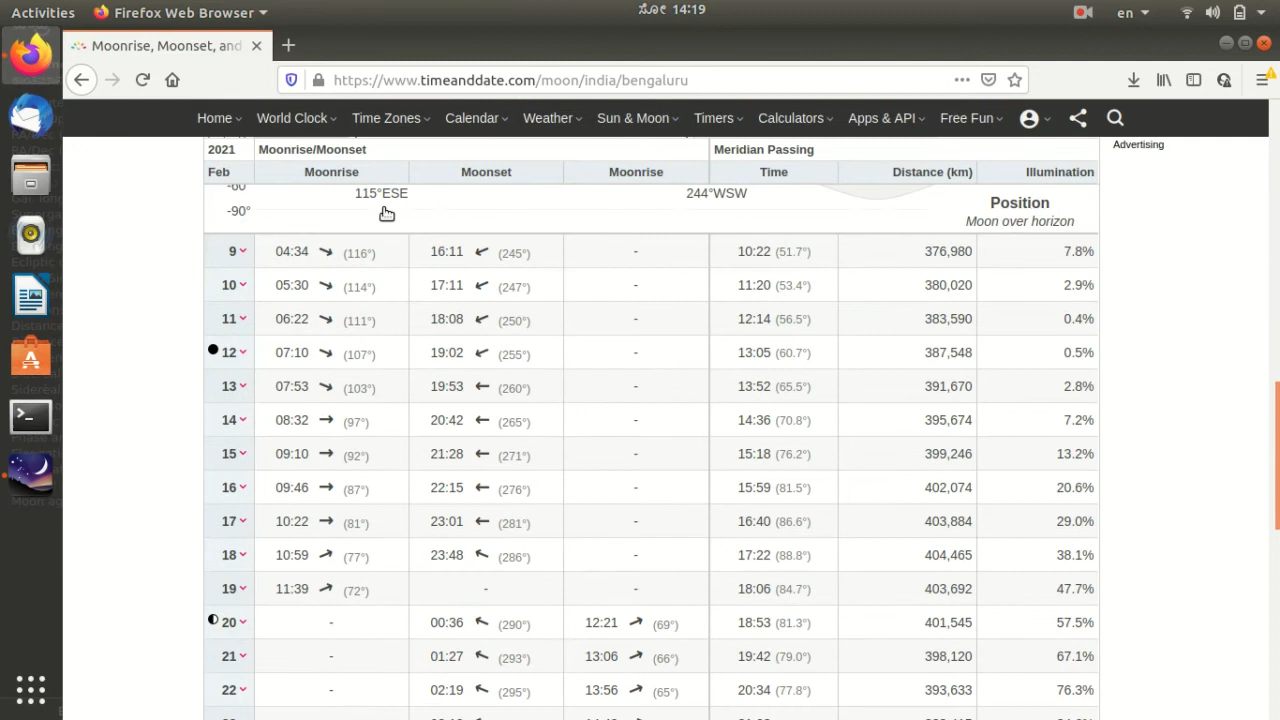 Activities Firefox Web Browser 14:19 en
Moonrise, Moonset, and
https://www.timeanddate.com/moon/india/bengaluru
Home World Clock Time Zones Calendar Weather Sun & Moon Timers Calculators Apps & API Free Fun
Advertising
2021 Moonrise/Moonset Meridian Passing
Feb Moonrise Moonset Moonrise Time Distance (km) Illumination
115°ESE 244°WSW
-90° Position
Moon over horizon
9 04:34 (116°) 16:11 (245°) - 10:22 (51.7°) 376,980 7.8%
10 05:30 (114°) 17:11 (247°) - 11:20 (53.4°) 380,020 2.9%
11 06:22 (111°) 18:08 (250°) - 12:14 (56.5°) 383,590 0.4%
12 07:10 (107°) 19:02 (255°) - 13:05 (60.7°) 387,548 0.5%
13 07:53 (103°) 19:53 (260°) - 13:52 (65.5°) 391,670 2.8%
14 08:32 (97°) 20:42 (265°) - 14:36 (70.8°) 395,674 7.2%
15 09:10 (92°) 21:28 (271°) - 15:18 (76.2°) 399,246 13.2%
16 09:46 (87°) 22:15 (276°) - 15:59 (81.5°) 402,074 20.6%
17 10:22 (81°) 23:01 (281°) - 16:40 (86.6°) 403,884 29.0%
18 10:59 (77°) 23:48 (286°) - 17:22 (88.8°) 404,465 38.1%
19 11:39 (72°) - - 18:06 (84.7°) 403,692 47.7%
20 - 00:36 (290°) 12:21 (69°) 18:53 (81.3°) 401,545 57.5%
21 - 01:27 (293°) 13:06 (66°) 19:42 (79.0°) 398,120 67.1%
22 - 02:19 (295°) 13:56 (65°) 20:34 (77.8°) 393,633 76.3%